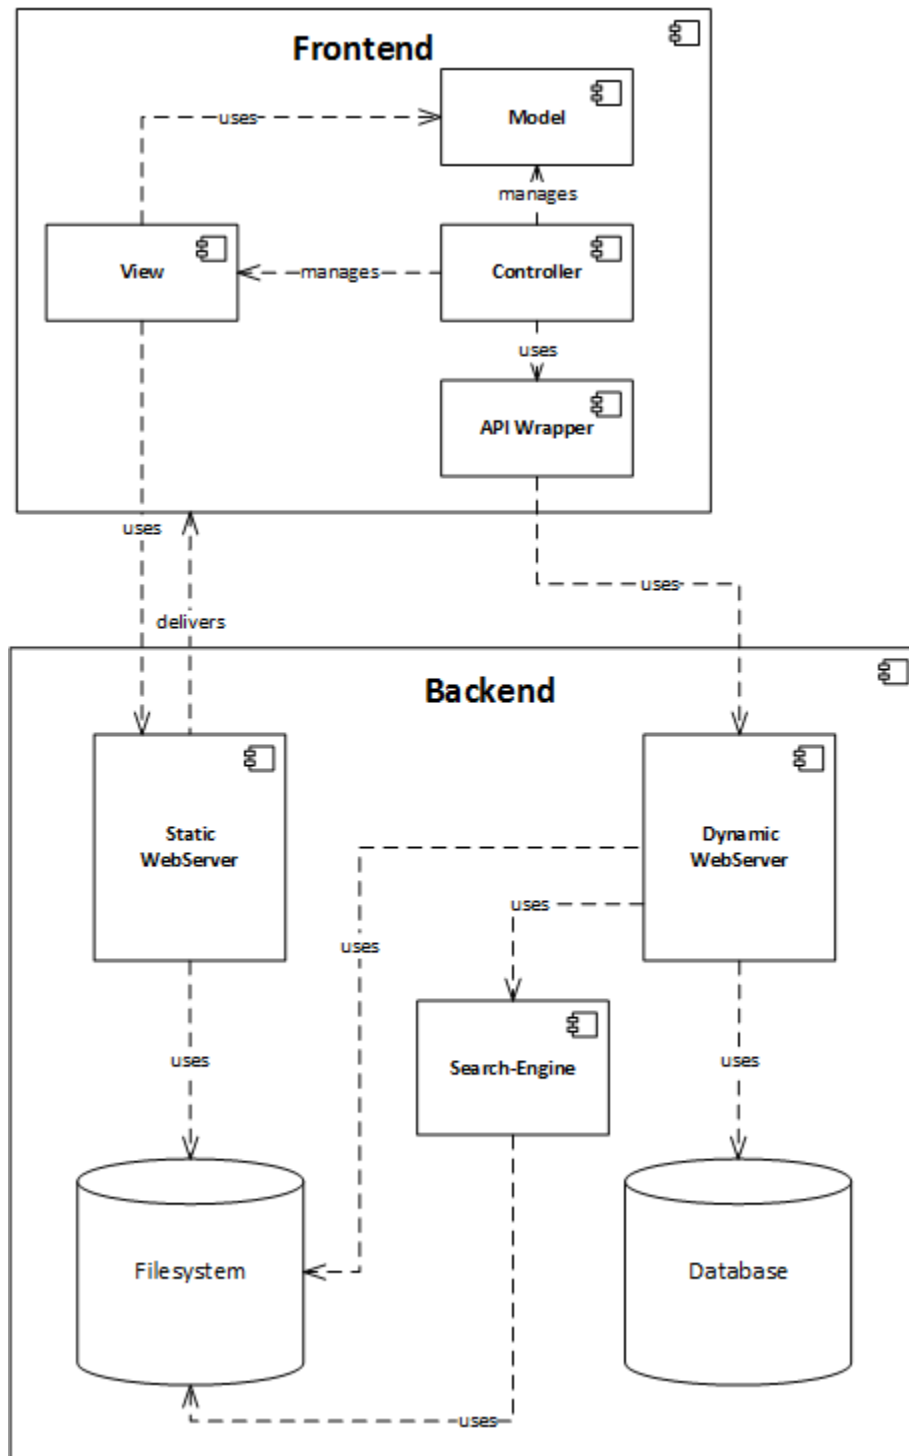 Frontend
Model
uses
manages
View
manages
Controller
uses
API Wrapper
uses
uses
delivers
Backend
Static
WebServer
Dynamic
WebServer
uses
uses
uses
uses
Search-Engine
Filesystem
Database
uses